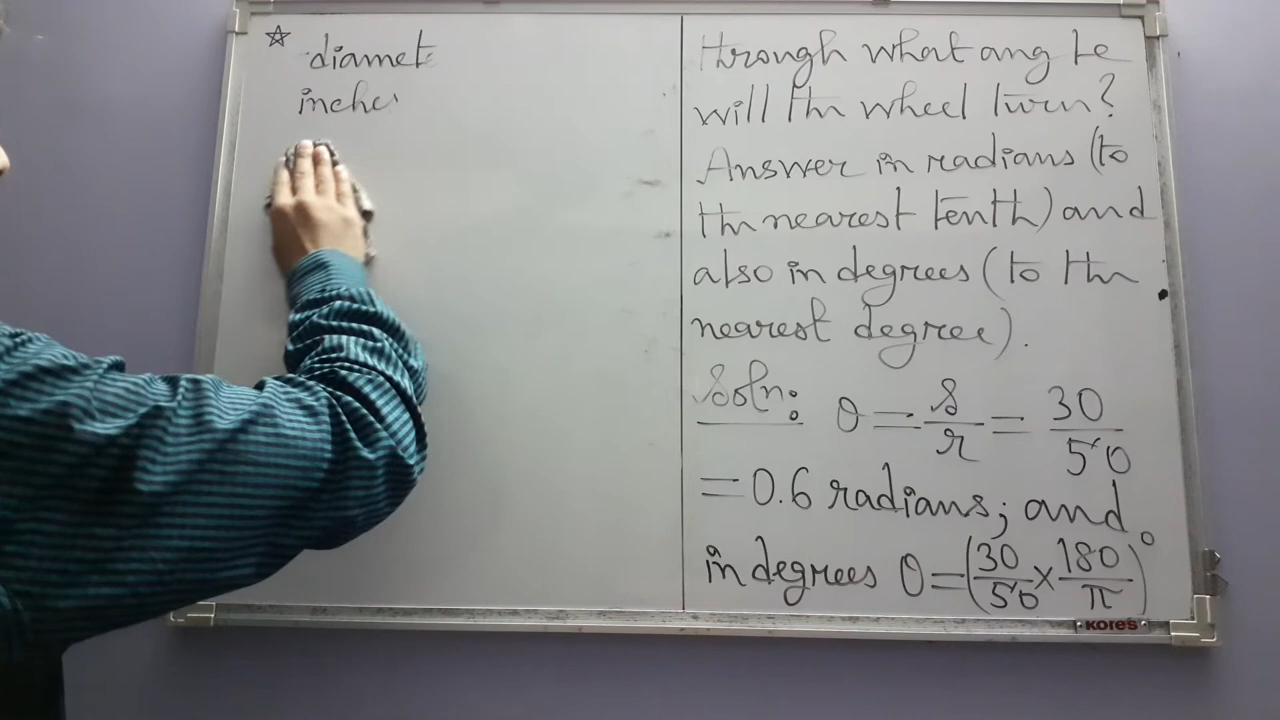 ☆ diamet
inche
Through what angle
will the wheel turn?
Answer in radians (to
the nearest tenth) and
also in degrees (to the
nearest degree).
Soln: θ = s/r = 30/50
= 0.6 radians; and
in degrees θ = (30/50 × 180/π)°
KORES